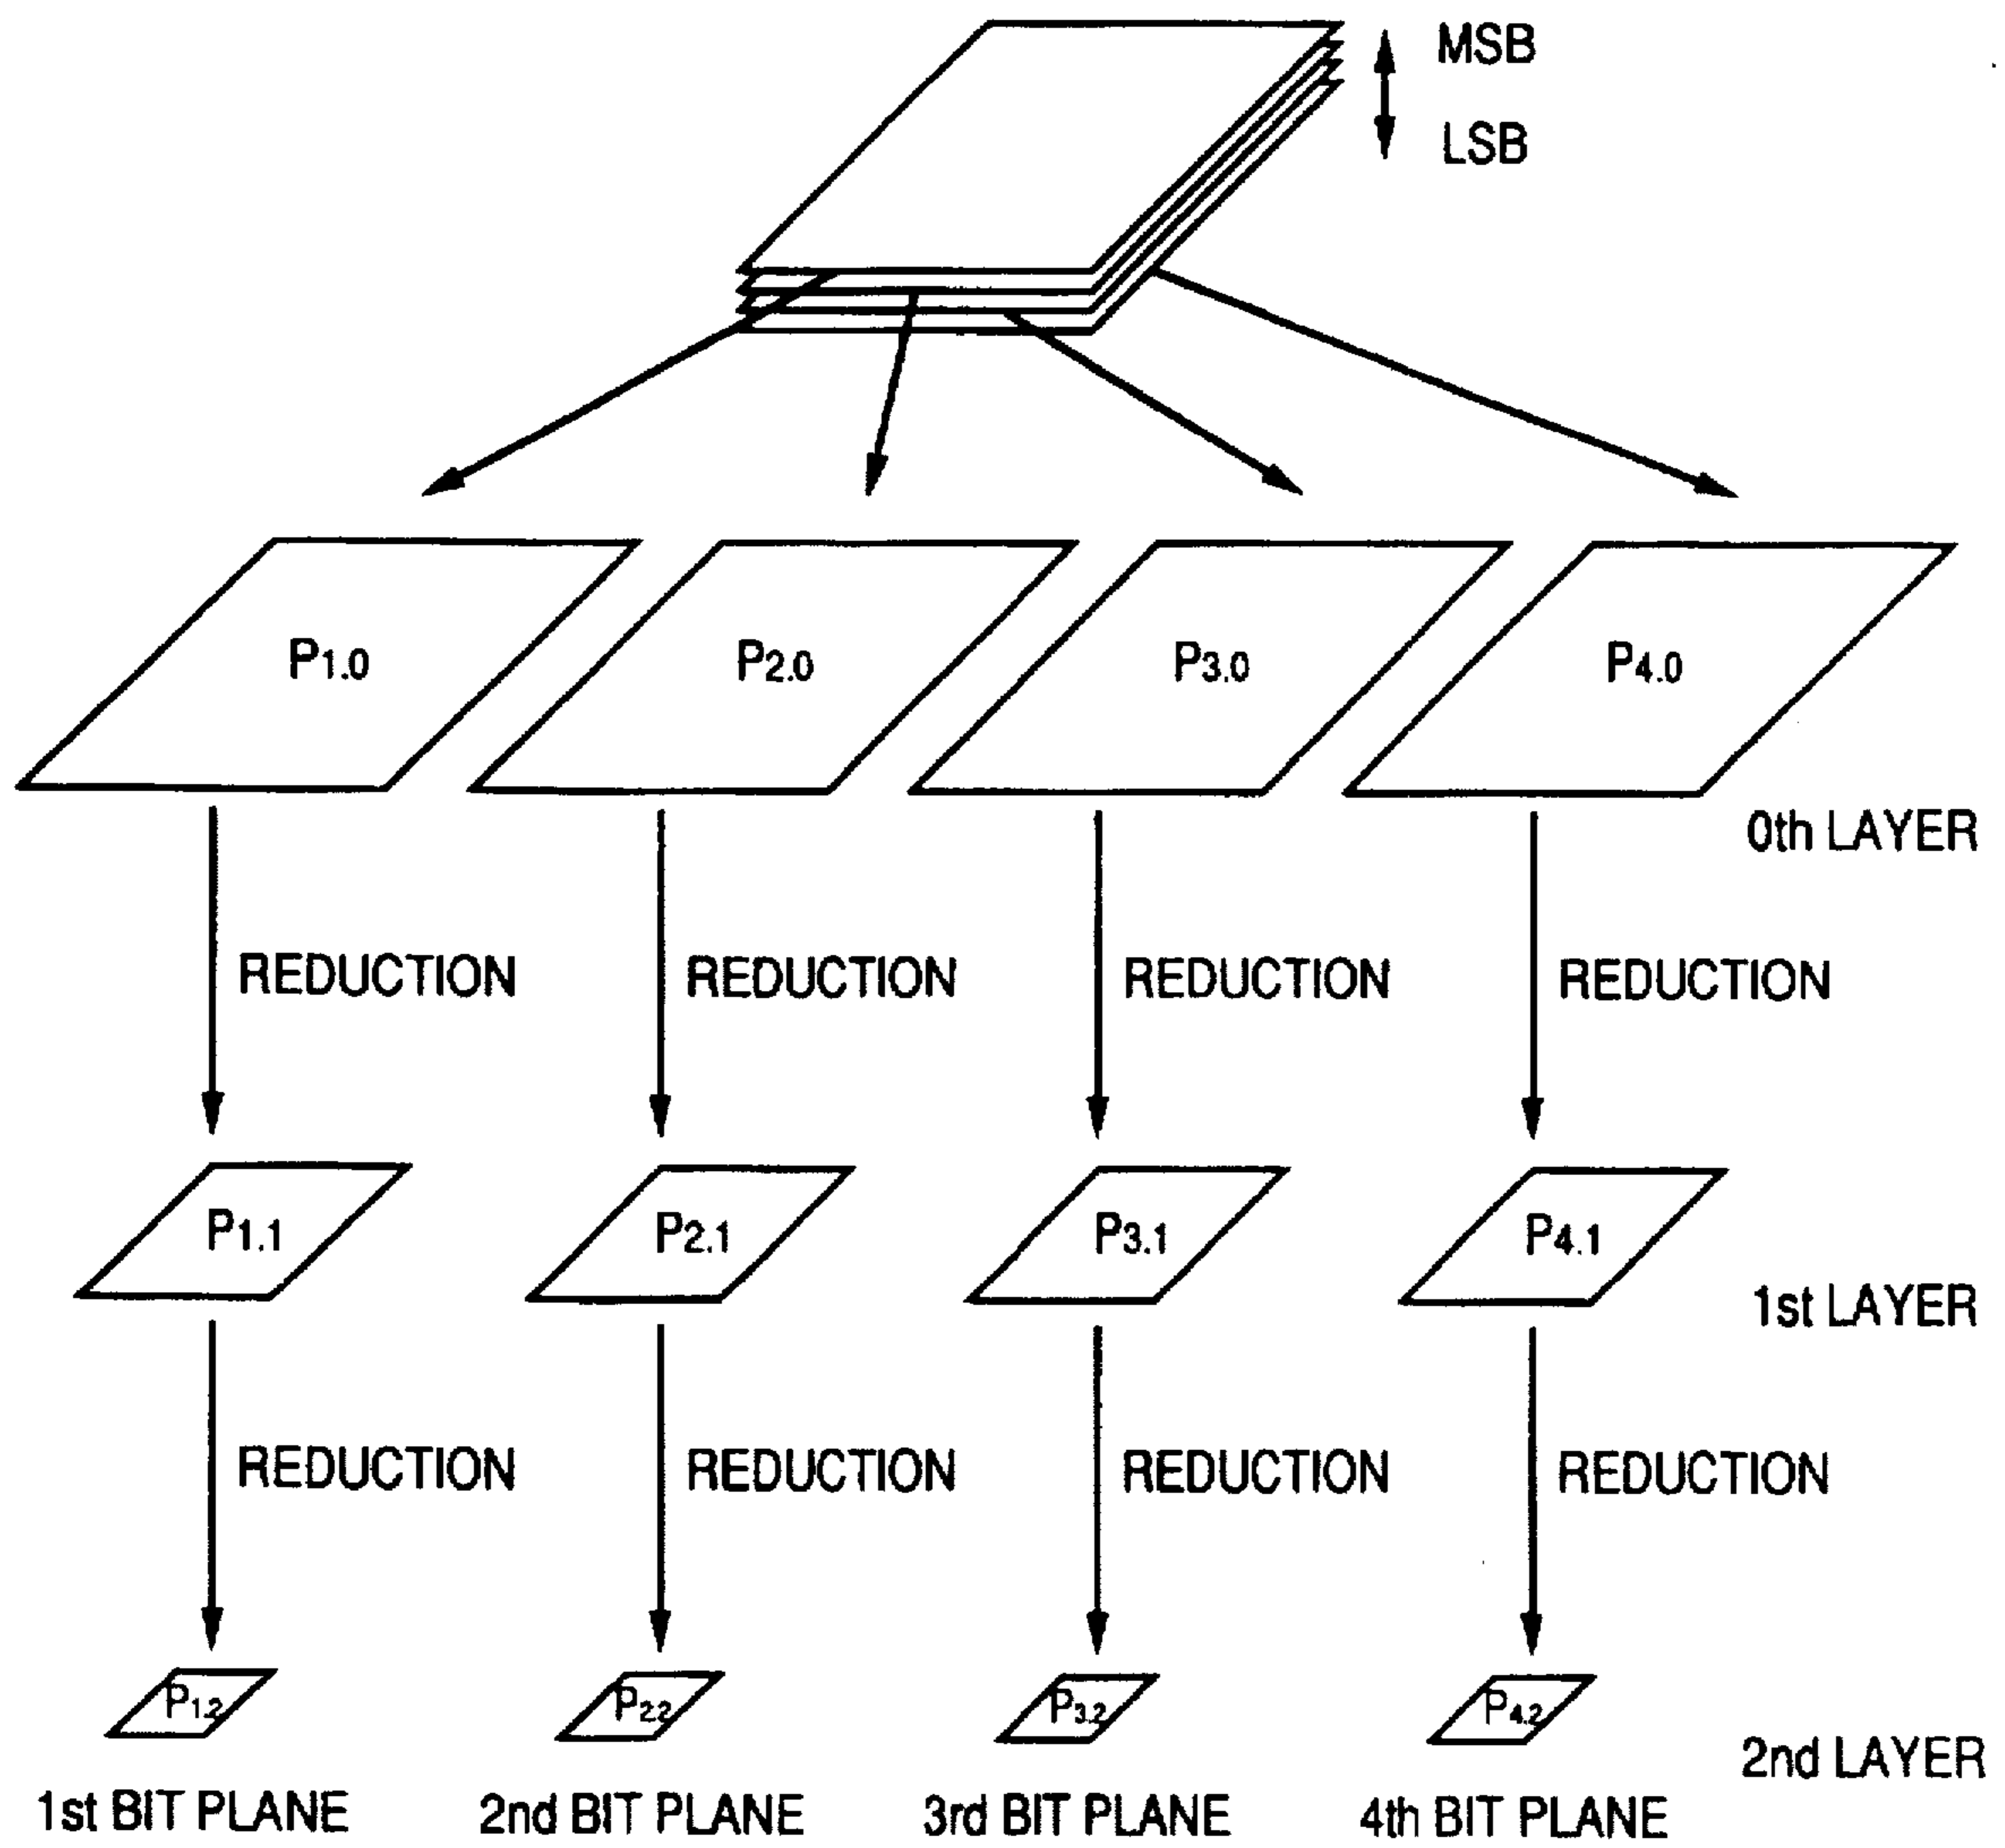 MSB
LSB
P1.0 P2.0 P3.0 P4.0
0th LAYER
REDUCTION REDUCTION REDUCTION REDUCTION
P1.1 P2.1 P3.1 P4.1
1st LAYER
REDUCTION REDUCTION REDUCTION REDUCTION
P1.2 P2.2 P3.2 P4.2
2nd LAYER
1st BIT PLANE 2nd BIT PLANE 3rd BIT PLANE 4th BIT PLANE